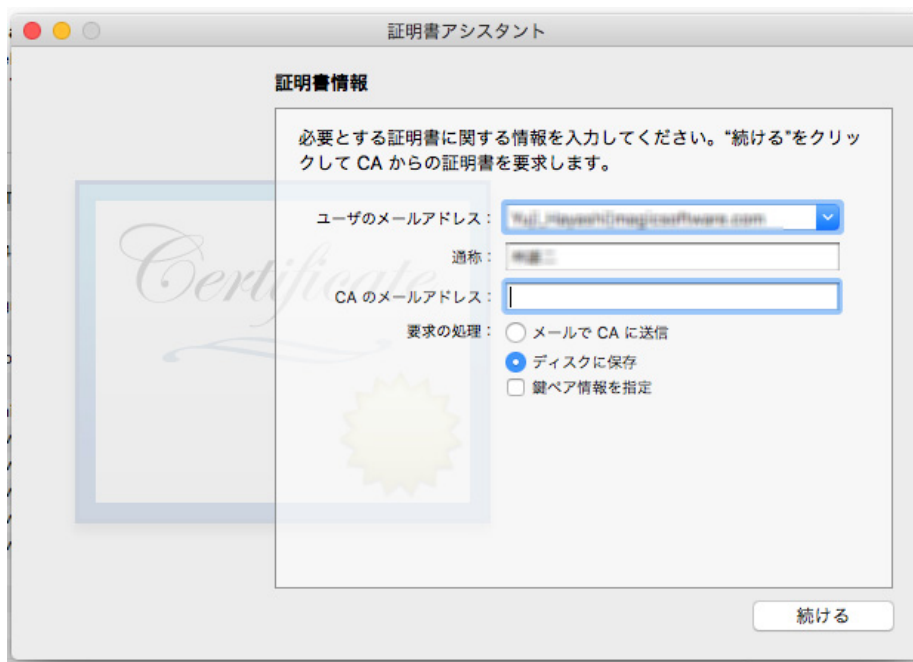 証明書アシスタント
証明書情報
必要とする証明書に関する情報を入力してください。“続ける”をクリッ
クして CA からの証明書を要求します。
ユーザのメールアドレス：
通称：
CA のメールアドレス：
要求の処理： メールで CA に送信
ディスクに保存
鍵ペア情報を指定
Certificate
続ける